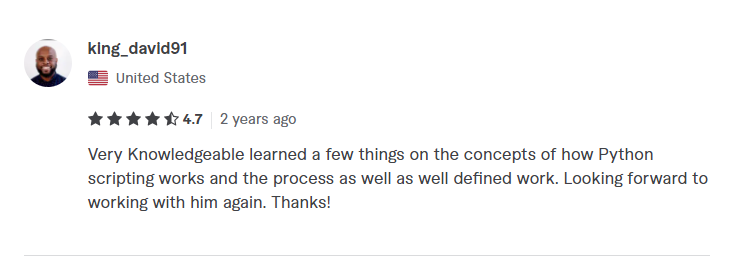 king_david91
United States
4.7 2 years ago
Very Knowledgeable learned a few things on the concepts of how Python
scripting works and the process as well as well defined work. Looking forward to
working with him again. Thanks!